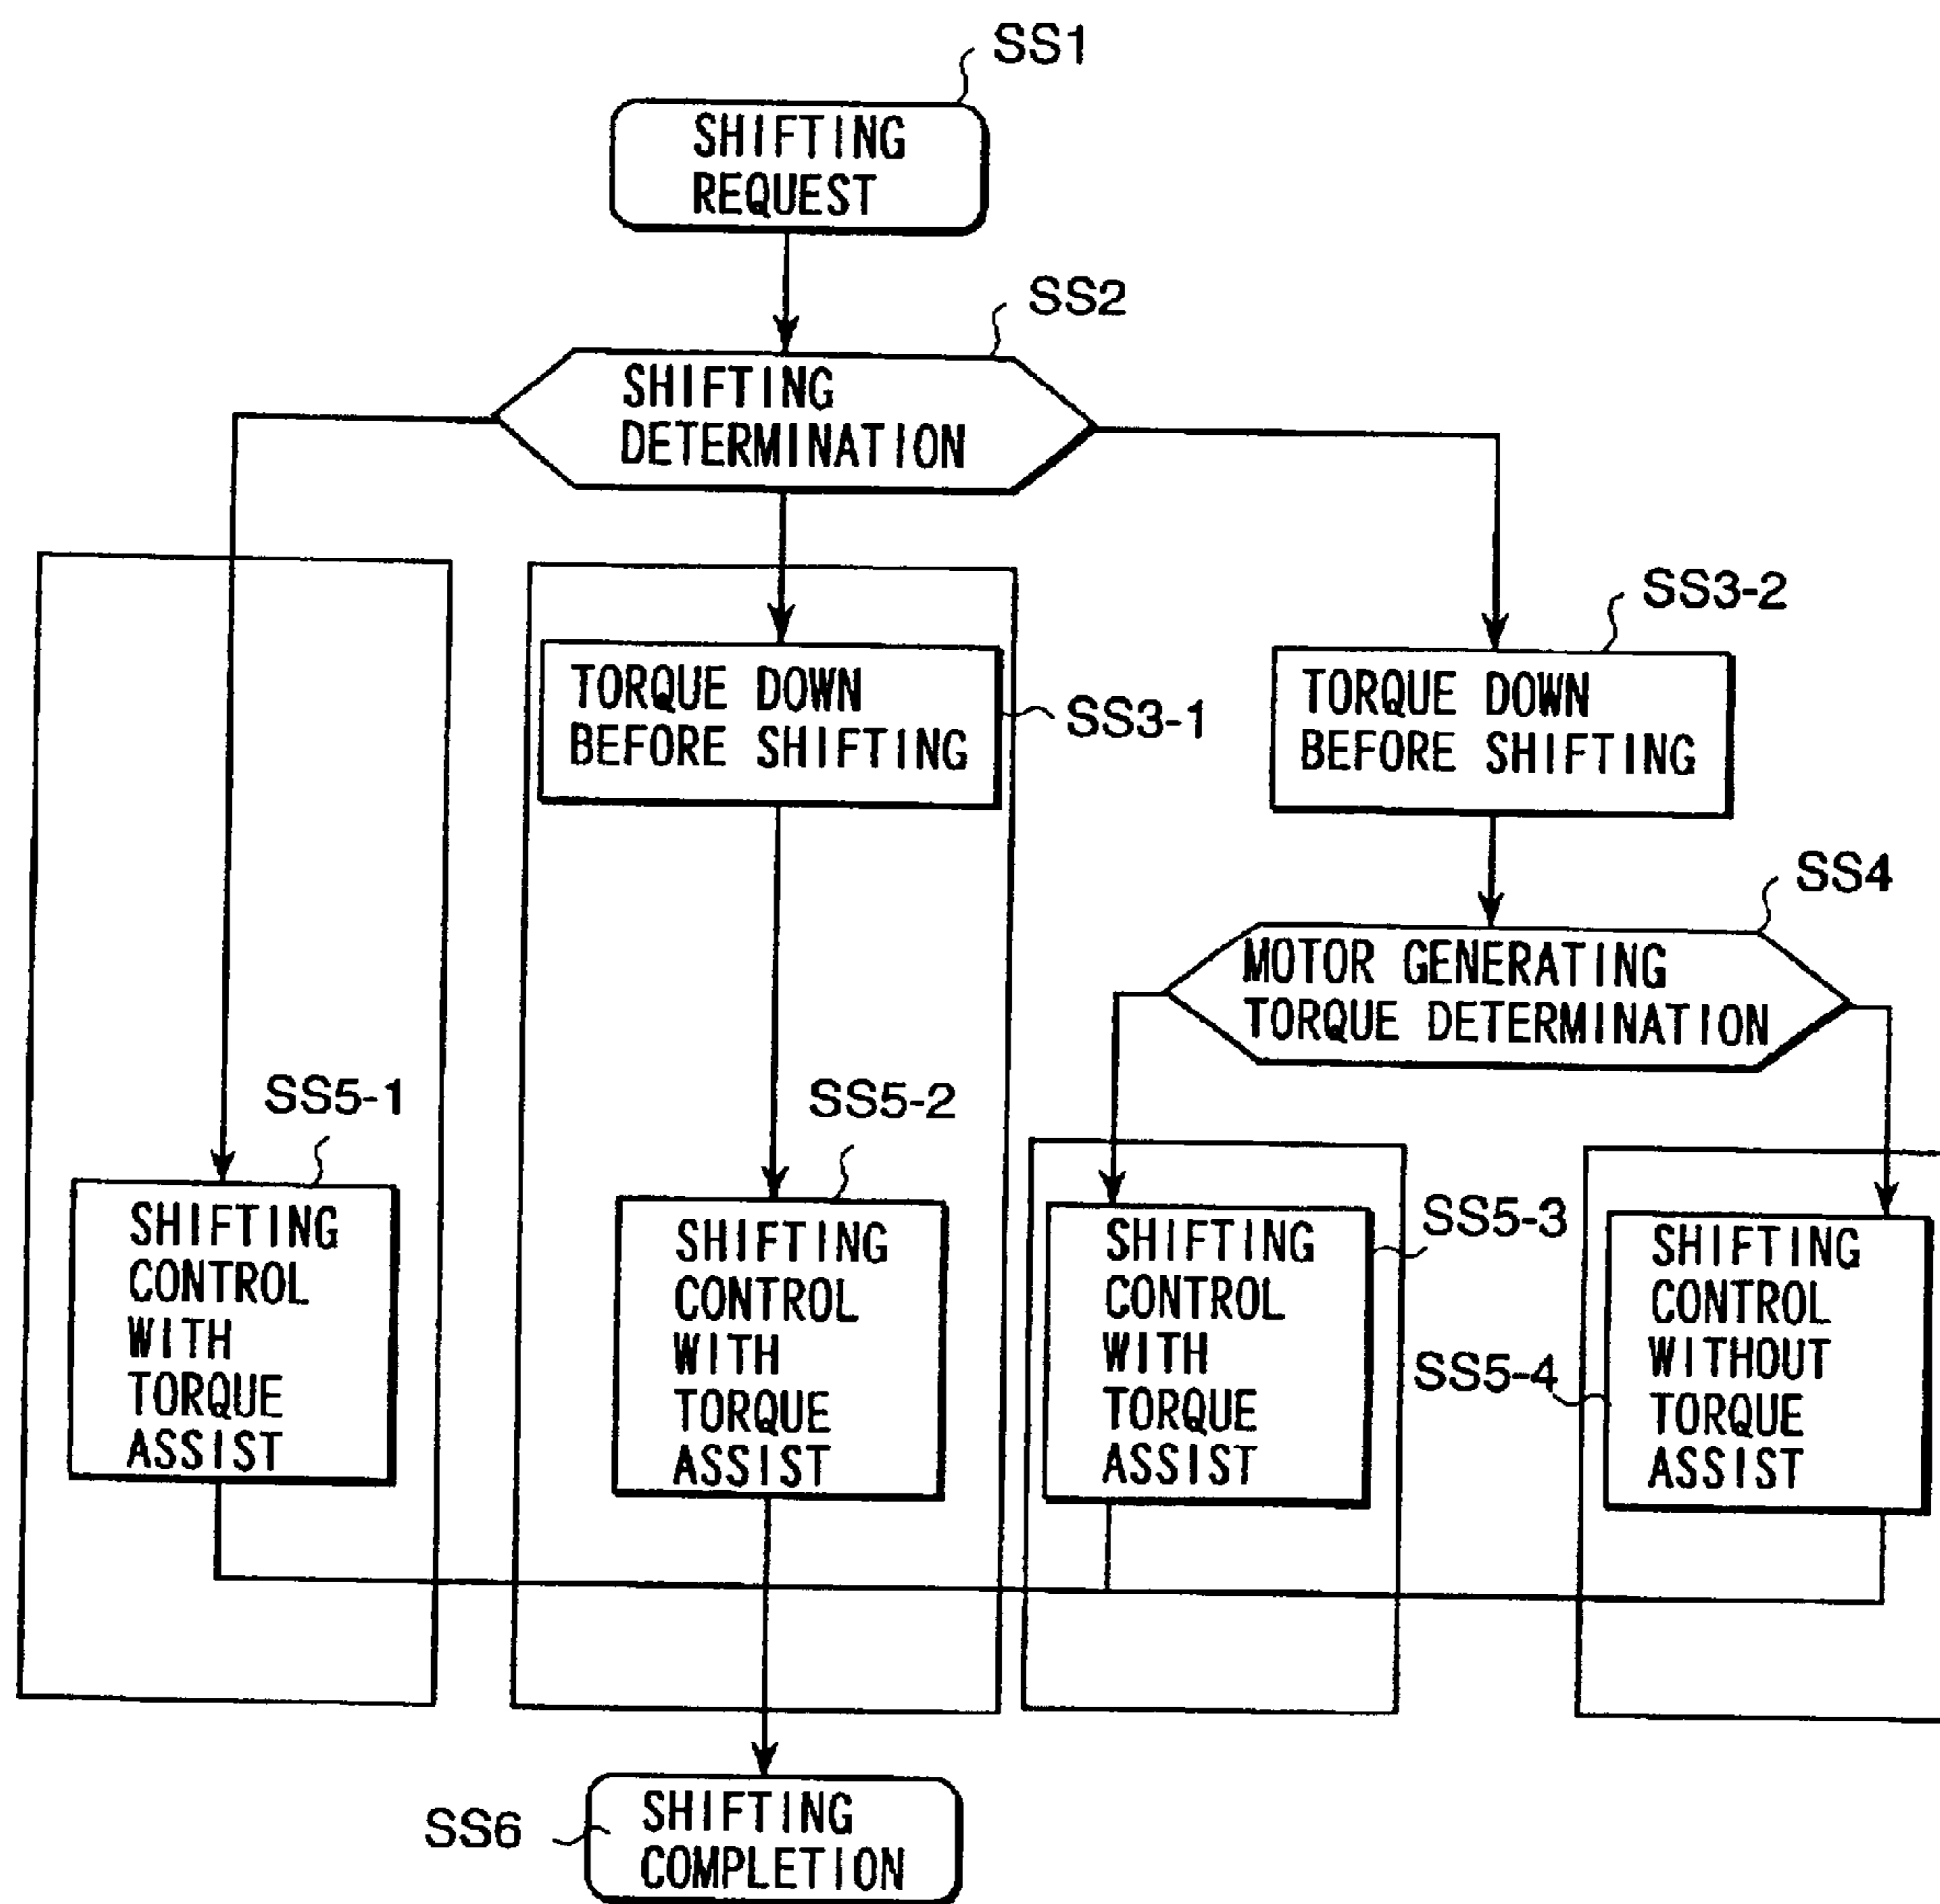 SS1
SHIFTING
REQUEST
SS2
SHIFTING
DETERMINATION
SS3-2
TORQUE DOWN
BEFORE SHIFTING
SS3-1
TORQUE DOWN
BEFORE SHIFTING
SS4
MOTOR GENERATING
TORQUE DETERMINATION
SS5-1
SHIFTING
CONTROL
WITH
TORQUE
ASSIST
SS5-2
SHIFTING
CONTROL
WITH
TORQUE
ASSIST
SS5-3
SHIFTING
CONTROL
WITH
TORQUE
ASSIST
SS5-4
SHIFTING
CONTROL
WITHOUT
TORQUE
ASSIST
SS6
SHIFTING
COMPLETION